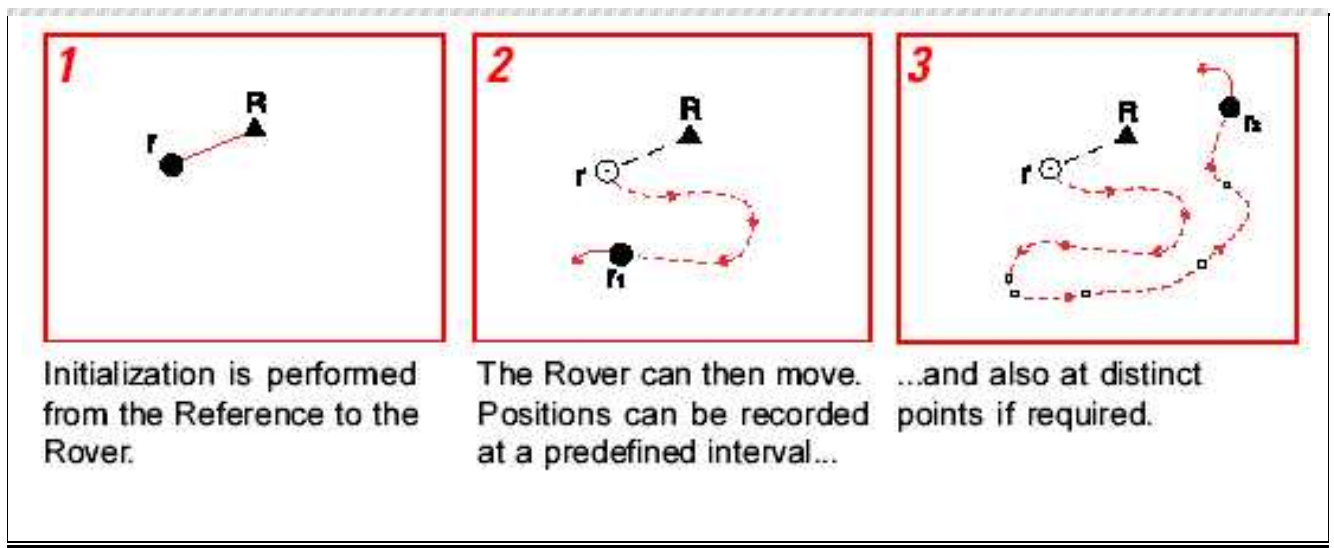 1
R
r
Initialization is performed
from the Reference to the
Rover.
2
R
r
r1
The Rover can then move.
Positions can be recorded
at a predefined interval...
3
R
r2
r
...and also at distinct
points if required.